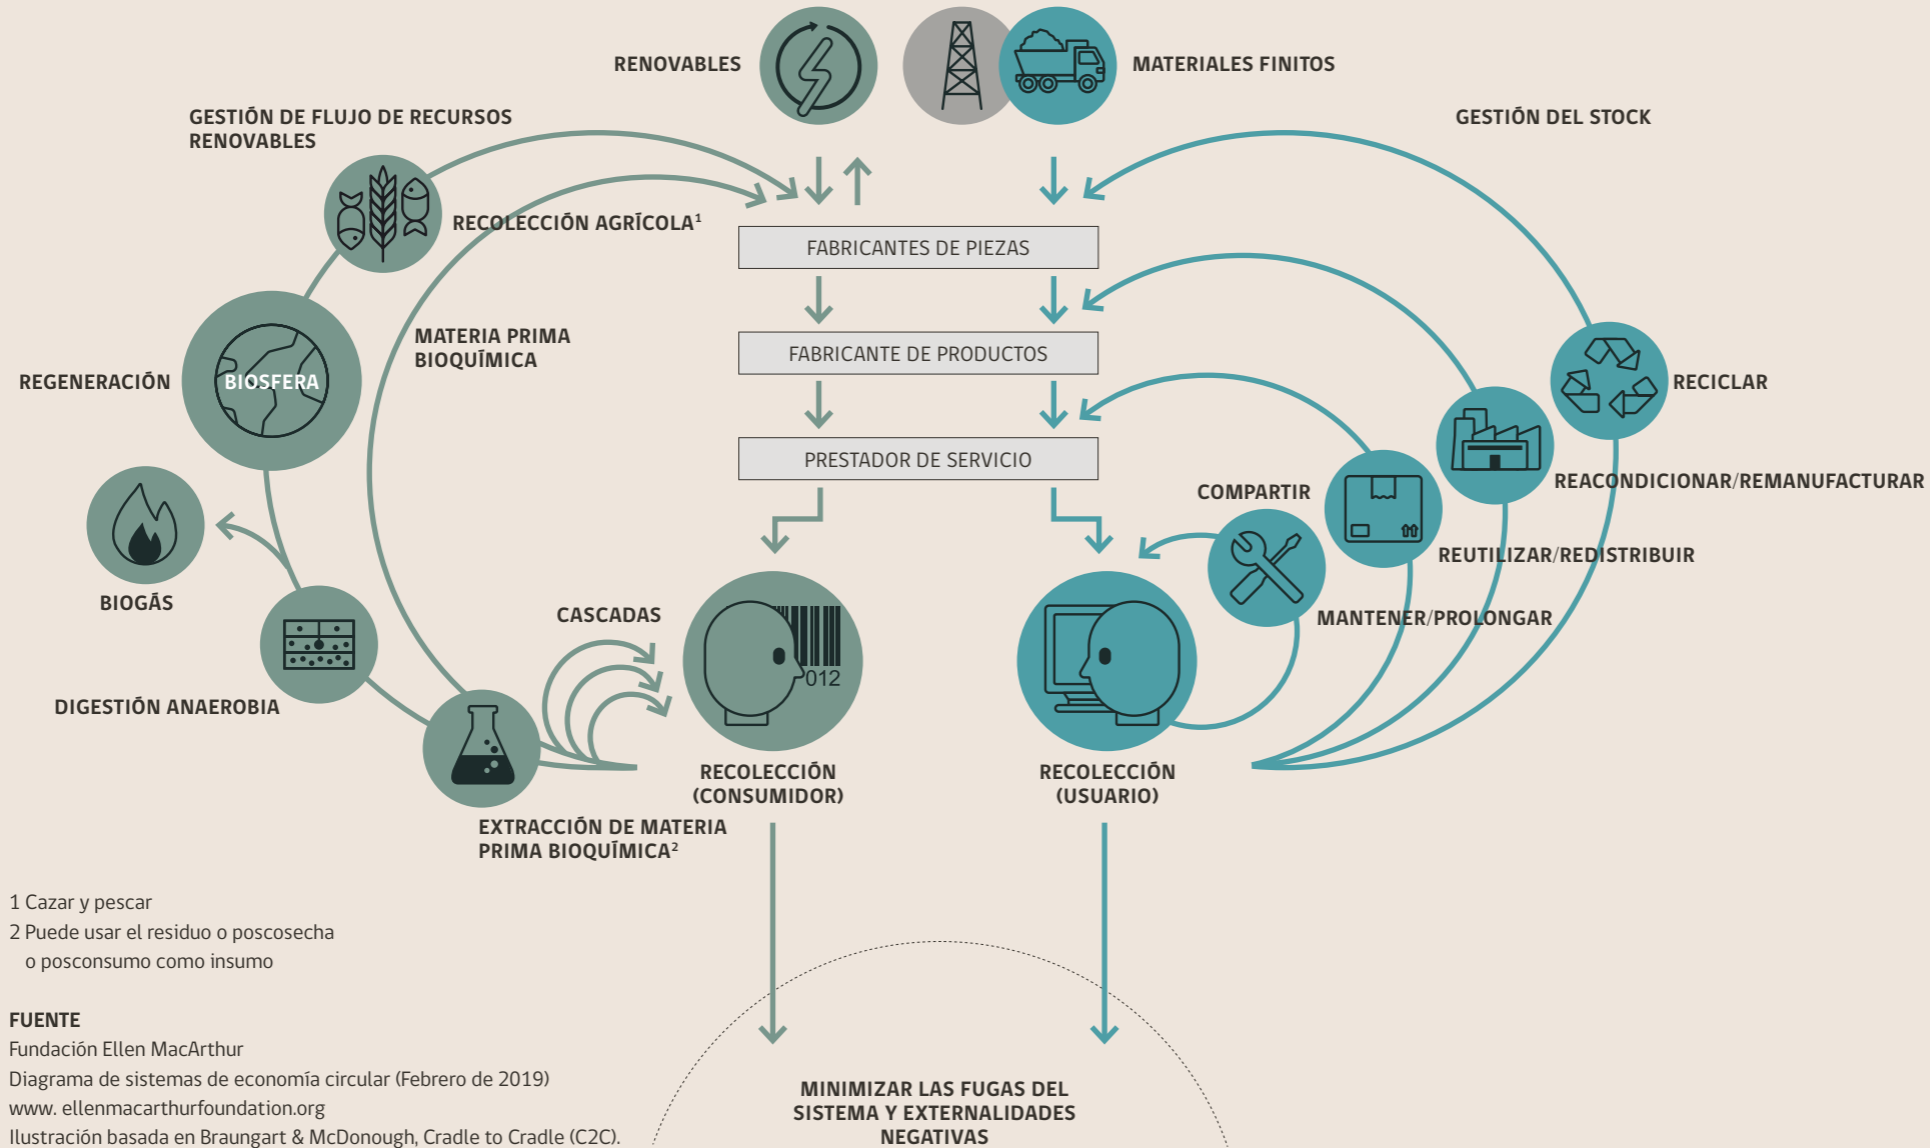 RENOVABLES
MATERIALES FINITOS
GESTIÓN DE FLUJO DE RECURSOS
RENOVABLES
GESTIÓN DEL STOCK
RECOLECCIÓN AGRÍCOLA¹
FABRICANTES DE PIEZAS
MATERIA PRIMA
BIOQUÍMICA
FABRICANTE DE PRODUCTOS
REGENERACIÓN
BIOSFERA
RECICLAR
PRESTADOR DE SERVICIO
REACONDICIONAR/REMANUFACTURAR
COMPARTIR
REUTILIZAR/REDISTRIBUIR
BIOGÁS
CASCADAS
MANTENER/PROLONGAR
012
DIGESTIÓN ANAEROBIA
RECOLECCIÓN
(CONSUMIDOR)
RECOLECCIÓN
(USUARIO)
EXTRACCIÓN DE MATERIA
PRIMA BIOQUÍMICA²
1 Cazar y pescar
2 Puede usar el residuo o poscosecha
o posconsumo como insumo
FUENTE
Fundación Ellen MacArthur
Diagrama de sistemas de economía circular (Febrero de 2019)
www. ellenmacarthurfoundation.org
Ilustración basada en Braungart & McDonough, Cradle to Cradle (C2C).
MINIMIZAR LAS FUGAS DEL
SISTEMA Y EXTERNALIDADES
NEGATIVAS